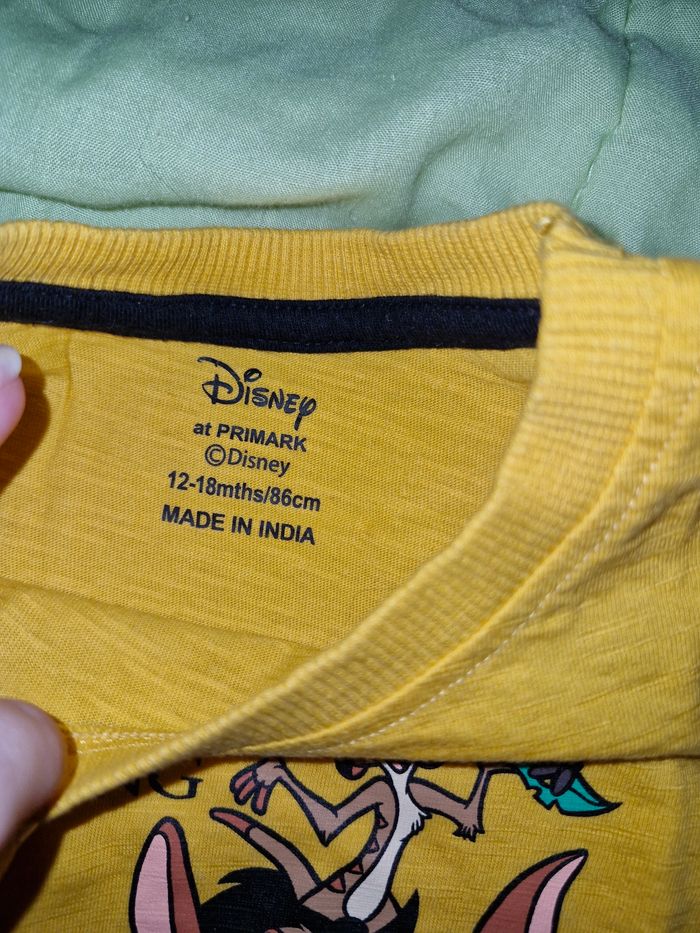 Disney
at PRIMARK
©Disney
12-18mths/86cm
MADE IN INDIA